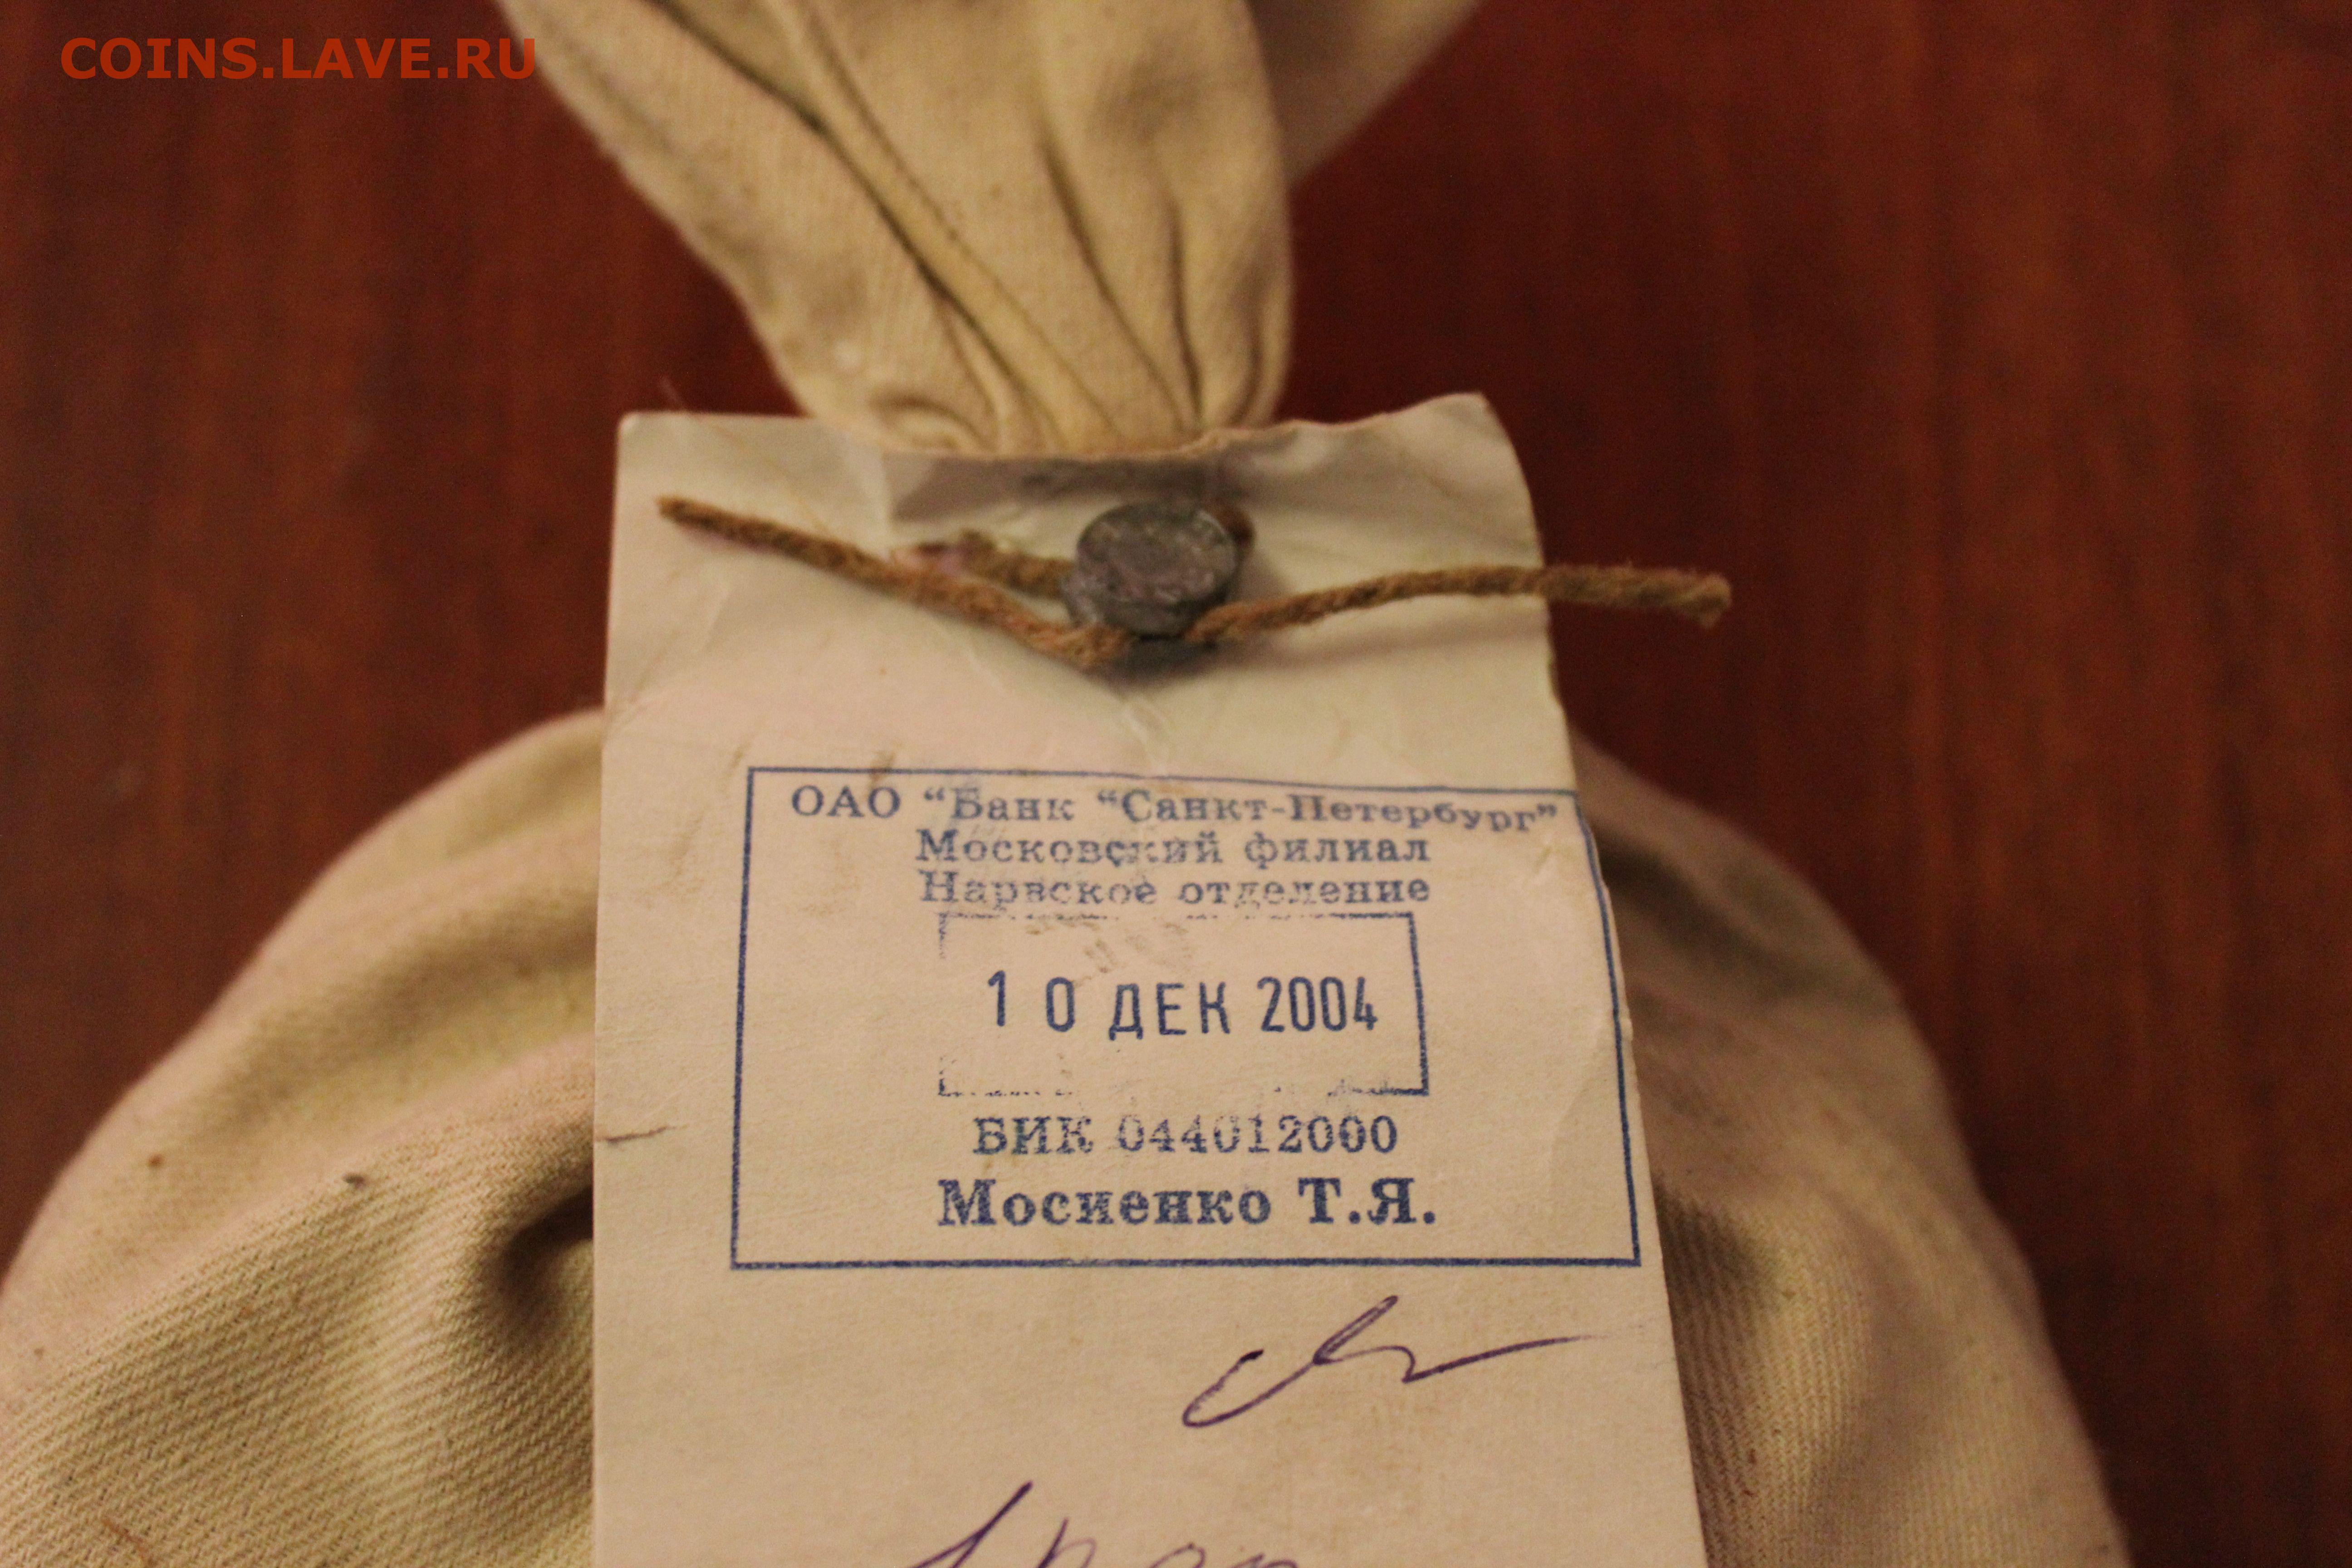 COINS.LAVE.RU
ОАО “Банк “Санкт-Петербург”
Московский филиал
Нарвское отделение
10 ДЕК 2004
БИК 044012000
Мосиенко Т.Я.